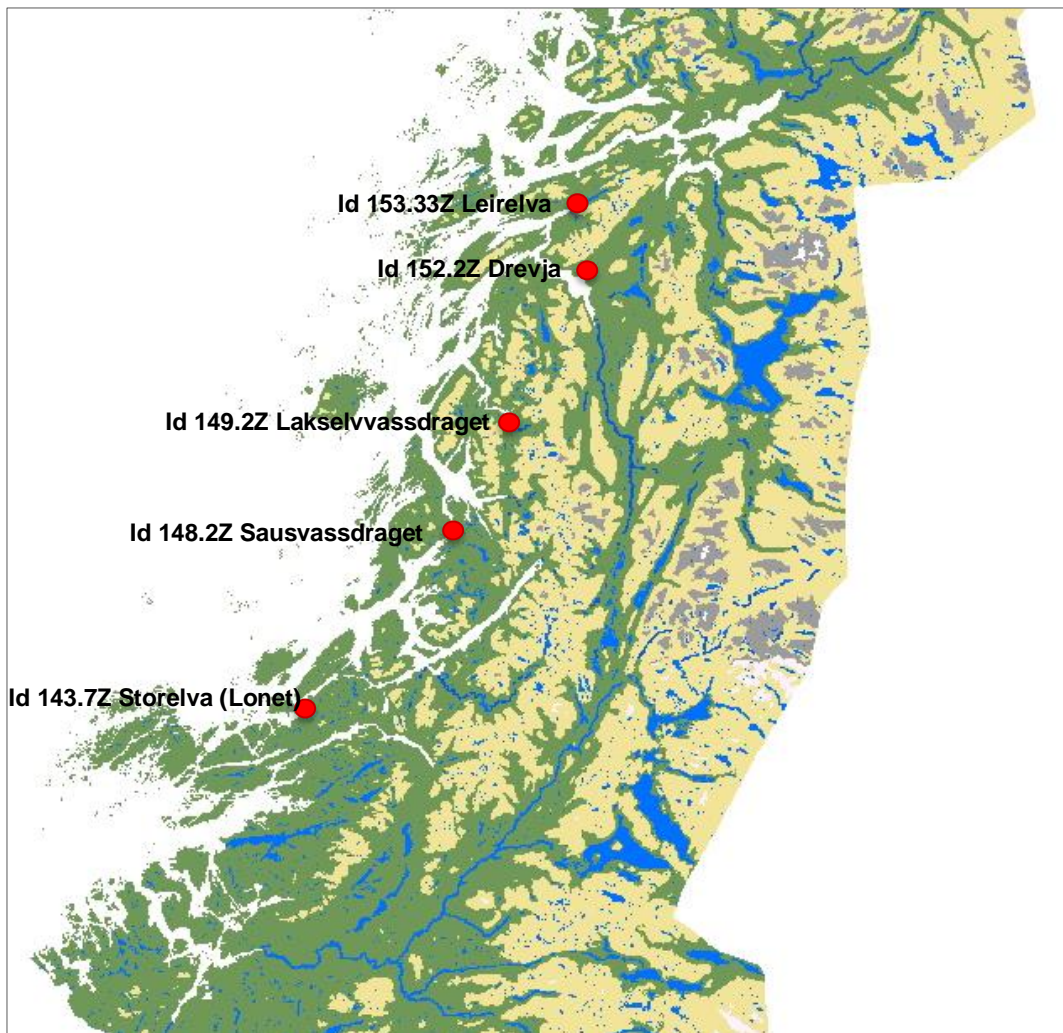 Id 153.33Z Leirelva
Id 152.2Z Drevja
Id 149.2Z Lakselvvassdraget
Id 148.2Z Sausvassdraget
Id 143.7Z Storelva (Lonet)